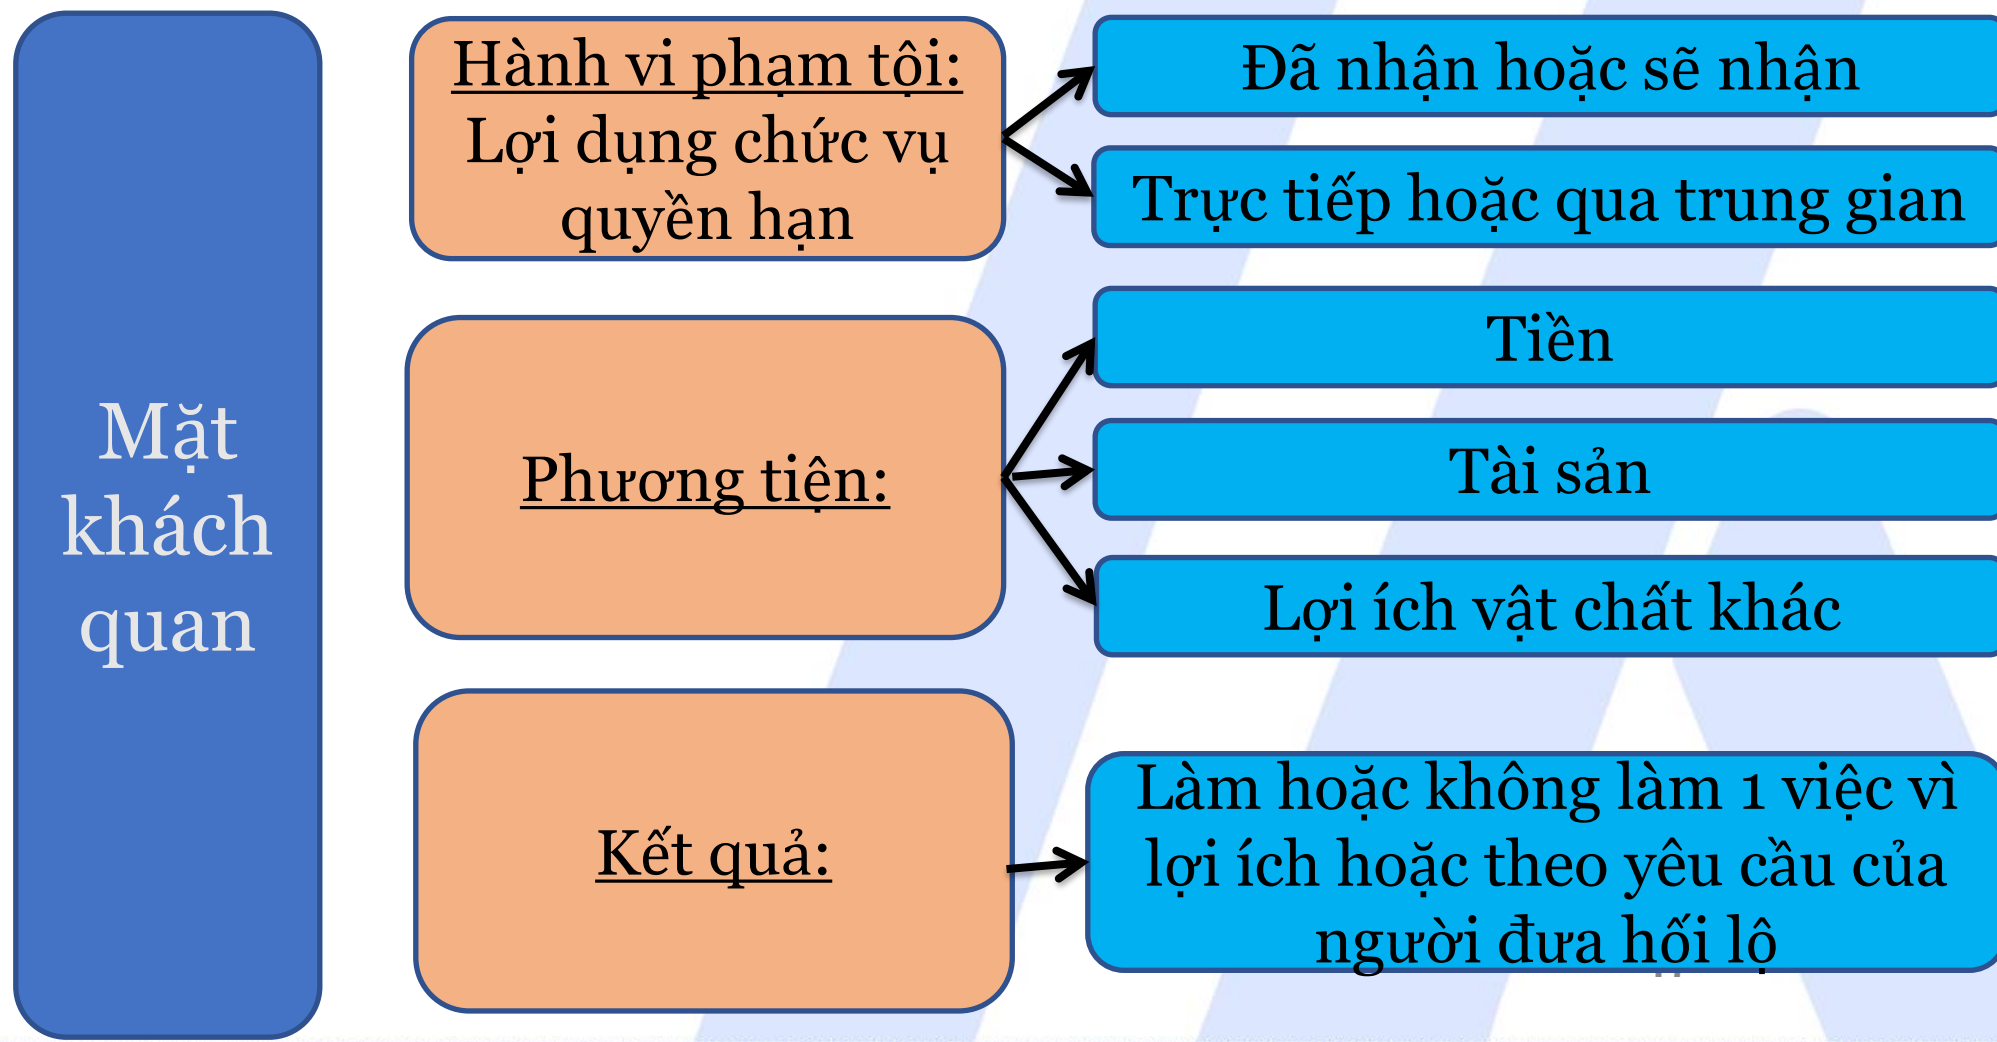 Mặt
khách
quan
Hành vi phạm tội:
Lợi dụng chức vụ
quyền hạn
Đã nhận hoặc sẽ nhận
Trực tiếp hoặc qua trung gian
Phương tiện:
Tiền
Tài sản
Lợi ích vật chất khác
Kết quả:
Làm hoặc không làm 1 việc vì
lợi ích hoặc theo yêu cầu của
người đưa hối lộ